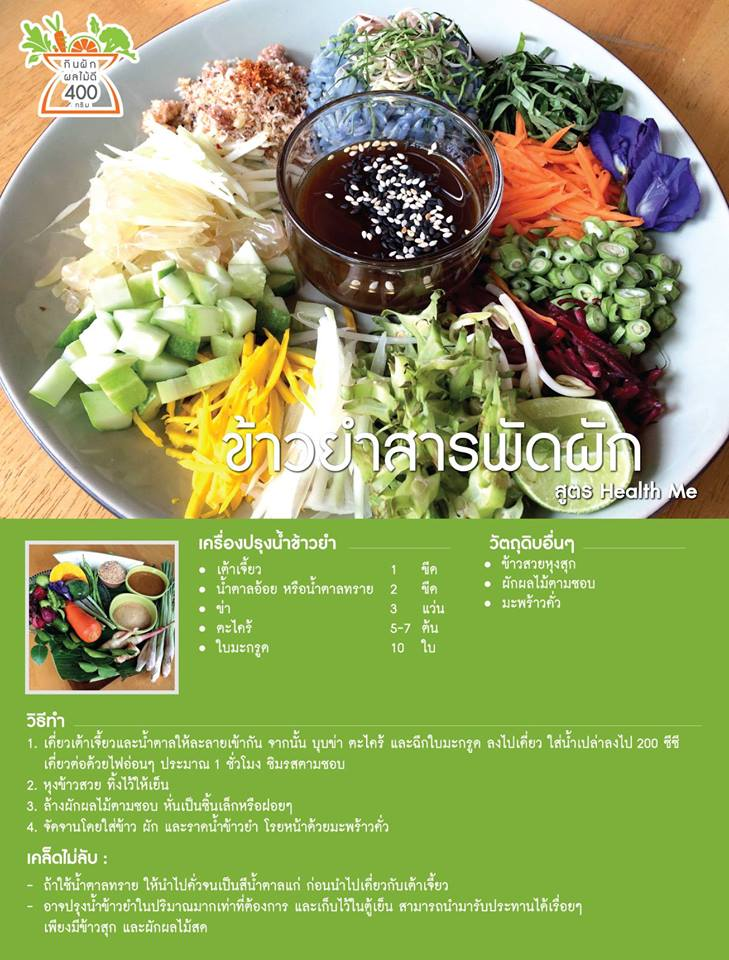 กินผัก
ผลไม้ดี
400
กรัม
ข้าวยำสารพัดผัก
สูตร Health Me
เครื่องปรุงน้ำข้าวยำ
• เต้าเจี้ยว 1 ขีด
• น้ำตาลอ้อย หรือน้ำตาลทราย 2 ขีด
• ข่า 3 แว่น
• ตะไคร้ 5-7 ต้น
• ใบมะกรูด 10 ใบ
วัตถุดิบอื่นๆ
• ข้าวสวยหุงสุก
• ผักผลไม้ตามชอบ
• มะพร้าวคั่ว
วิธีทำ
1. เคี่ยวเต้าเจี้ยวและน้ำตาลให้ละลายเข้ากัน จากนั้น บุบข่า ตะไคร้ และฉีกใบมะกรูด ลงไปเคี่ยว ใส่น้ำเปล่าลงไป 200 ซีซี
เคี่ยวต่อด้วยไฟอ่อนๆ ประมาณ 1 ชั่วโมง ชิมรสตามชอบ
2. หุงข้าวสวย ทิ้งไว้ให้เย็น
3. ล้างผักผลไม้ตามชอบ หั่นเป็นชิ้นเล็กหรือฝอยๆ
4. จัดจานโดยใส่ข้าว ผัก และราดน้ำข้าวยำ โรยหน้าด้วยมะพร้าวคั่ว
เคล็ดไม่ลับ :
- ถ้าใช้น้ำตาลทราย ให้นำไปคั่วจนเป็นสีน้ำตาลแก่ ก่อนนำไปเคี่ยวกับเต้าเจี้ยว
- อาจปรุงน้ำข้าวยำในปริมาณมากเท่าที่ต้องการ และเก็บไว้ในตู้เย็น สามารถนำมารับประทานได้เรื่อยๆ
เพียงมีข้าวสุก และผักผลไม้สด